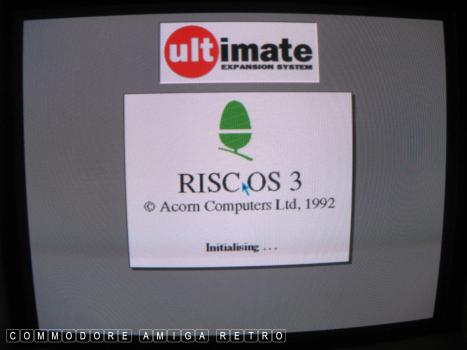 ultimate
EXPANSION SYSTEM
RISC OS 3
© Acorn Computers Ltd, 1992
Initialising . . .
COMMODORE AMIGA RETRO